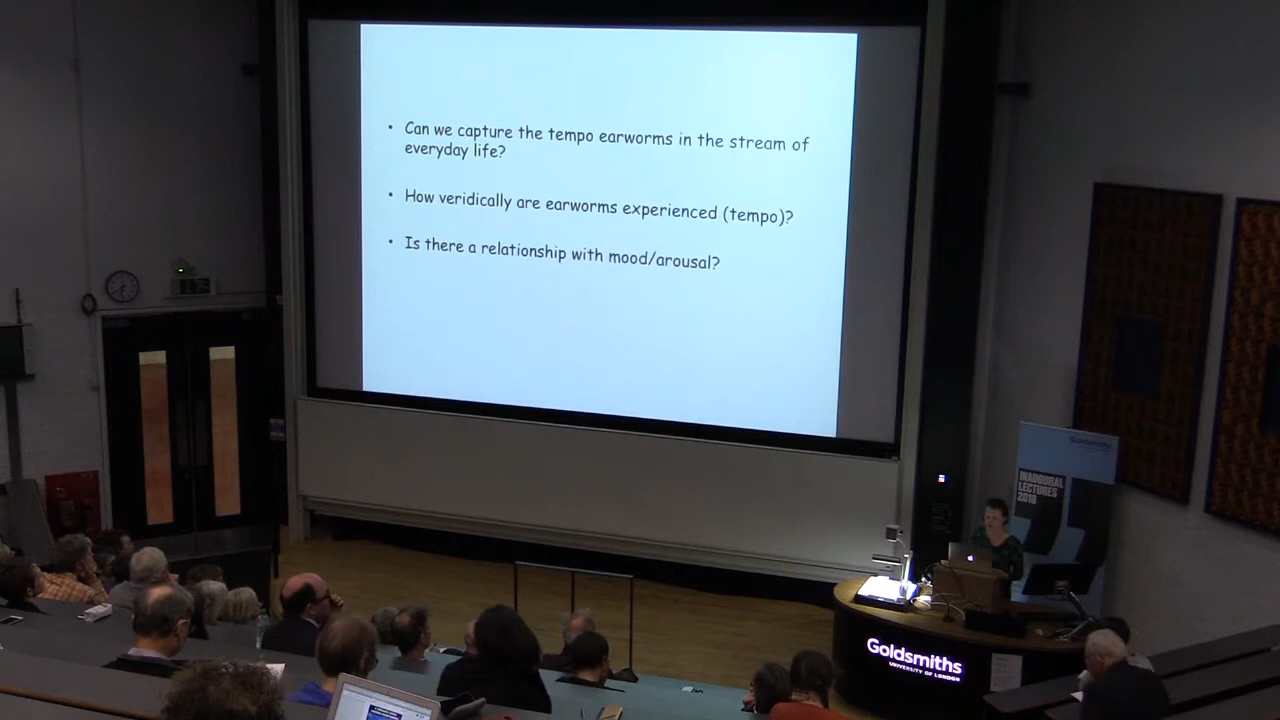 • Can we capture the tempo earworms in the stream of
everyday life?
• How veridically are earworms experienced (tempo)?
• Is there a relationship with mood/arousal?
Goldsmiths
INAUGURAL
LECTURES
2018
Goldsmiths
UNIVERSITY OF LONDON